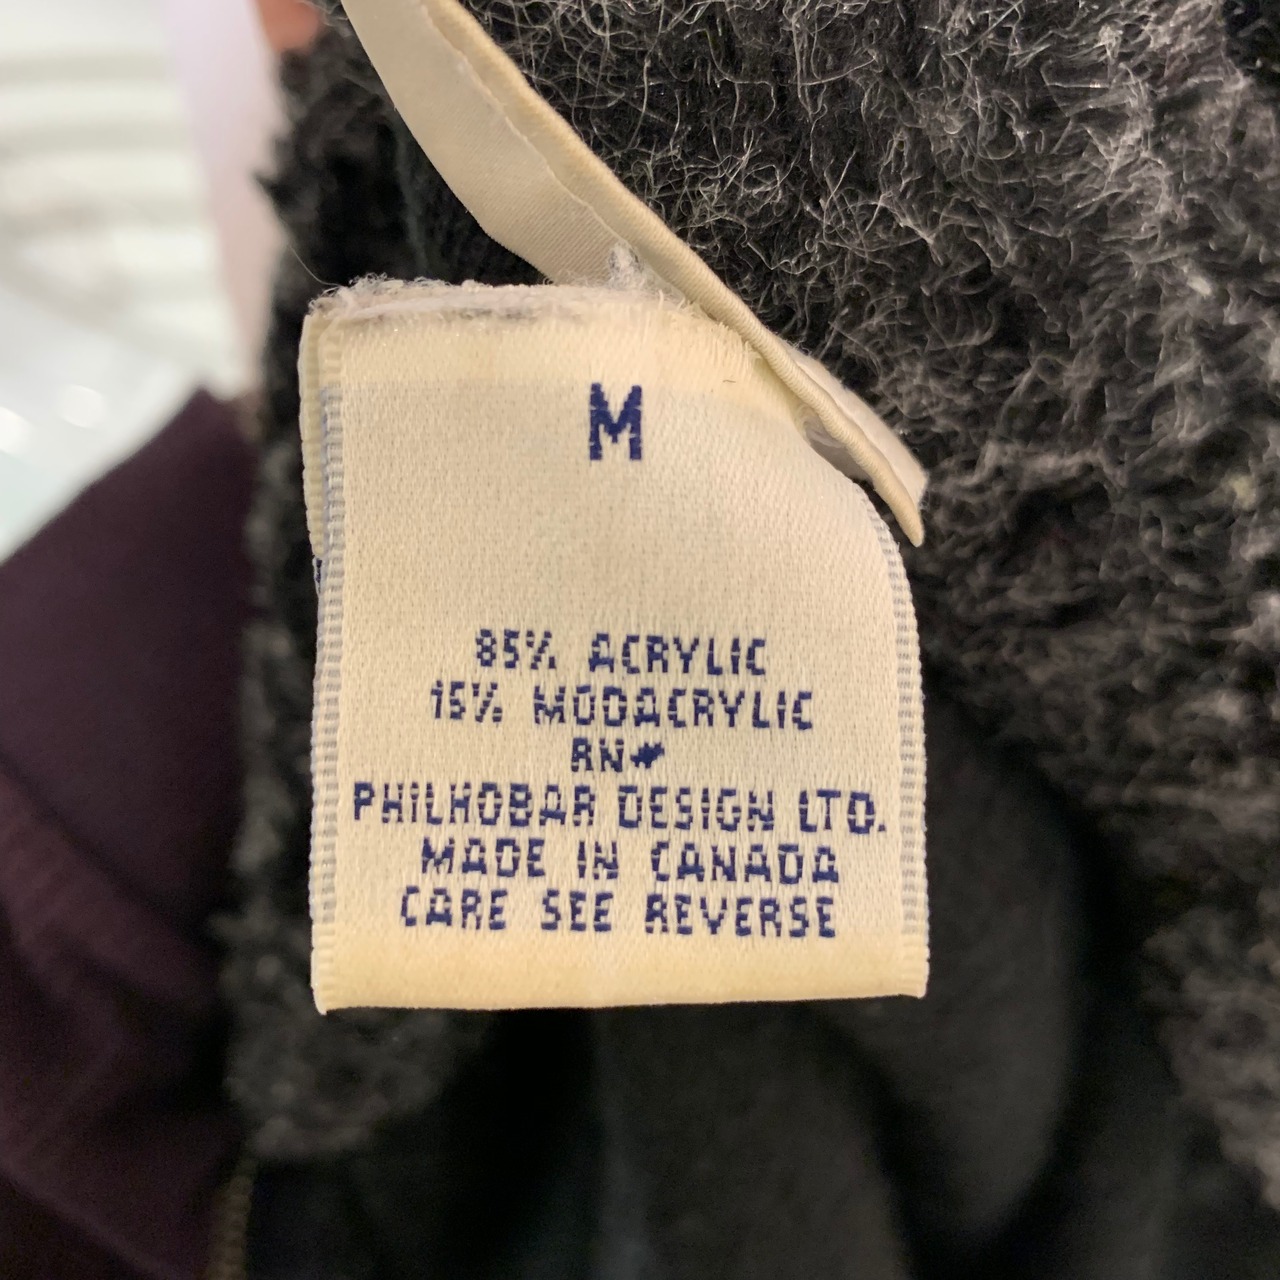 M
85% ACRYLIC
15% MODACRYLIC
RN#
PHILHOBAR DESIGN LTD.
MADE IN CANADA
CARE SEE REVERSE